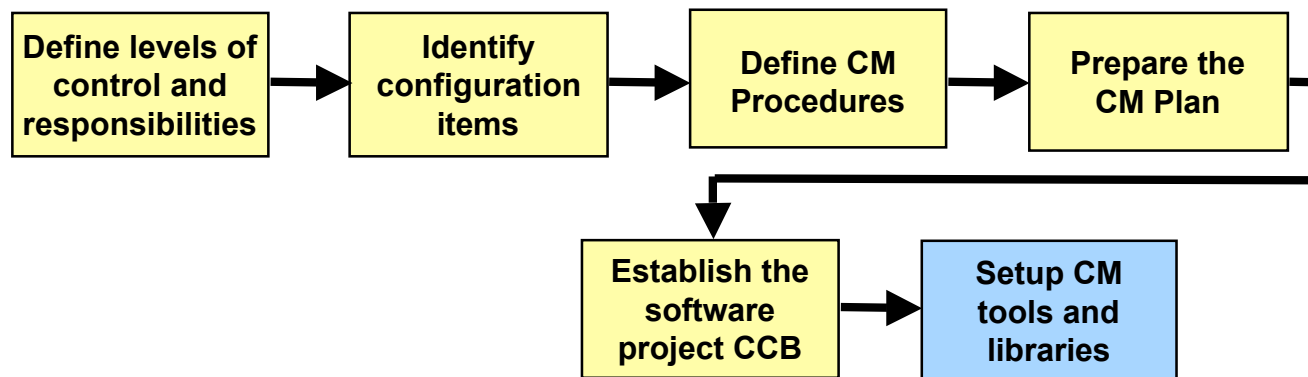 Define levels of
control and
responsibilities
Identify
configuration
items
Define CM
Procedures
Prepare the
CM Plan
Establish the
software
project CCB
Setup CM
tools and
libraries